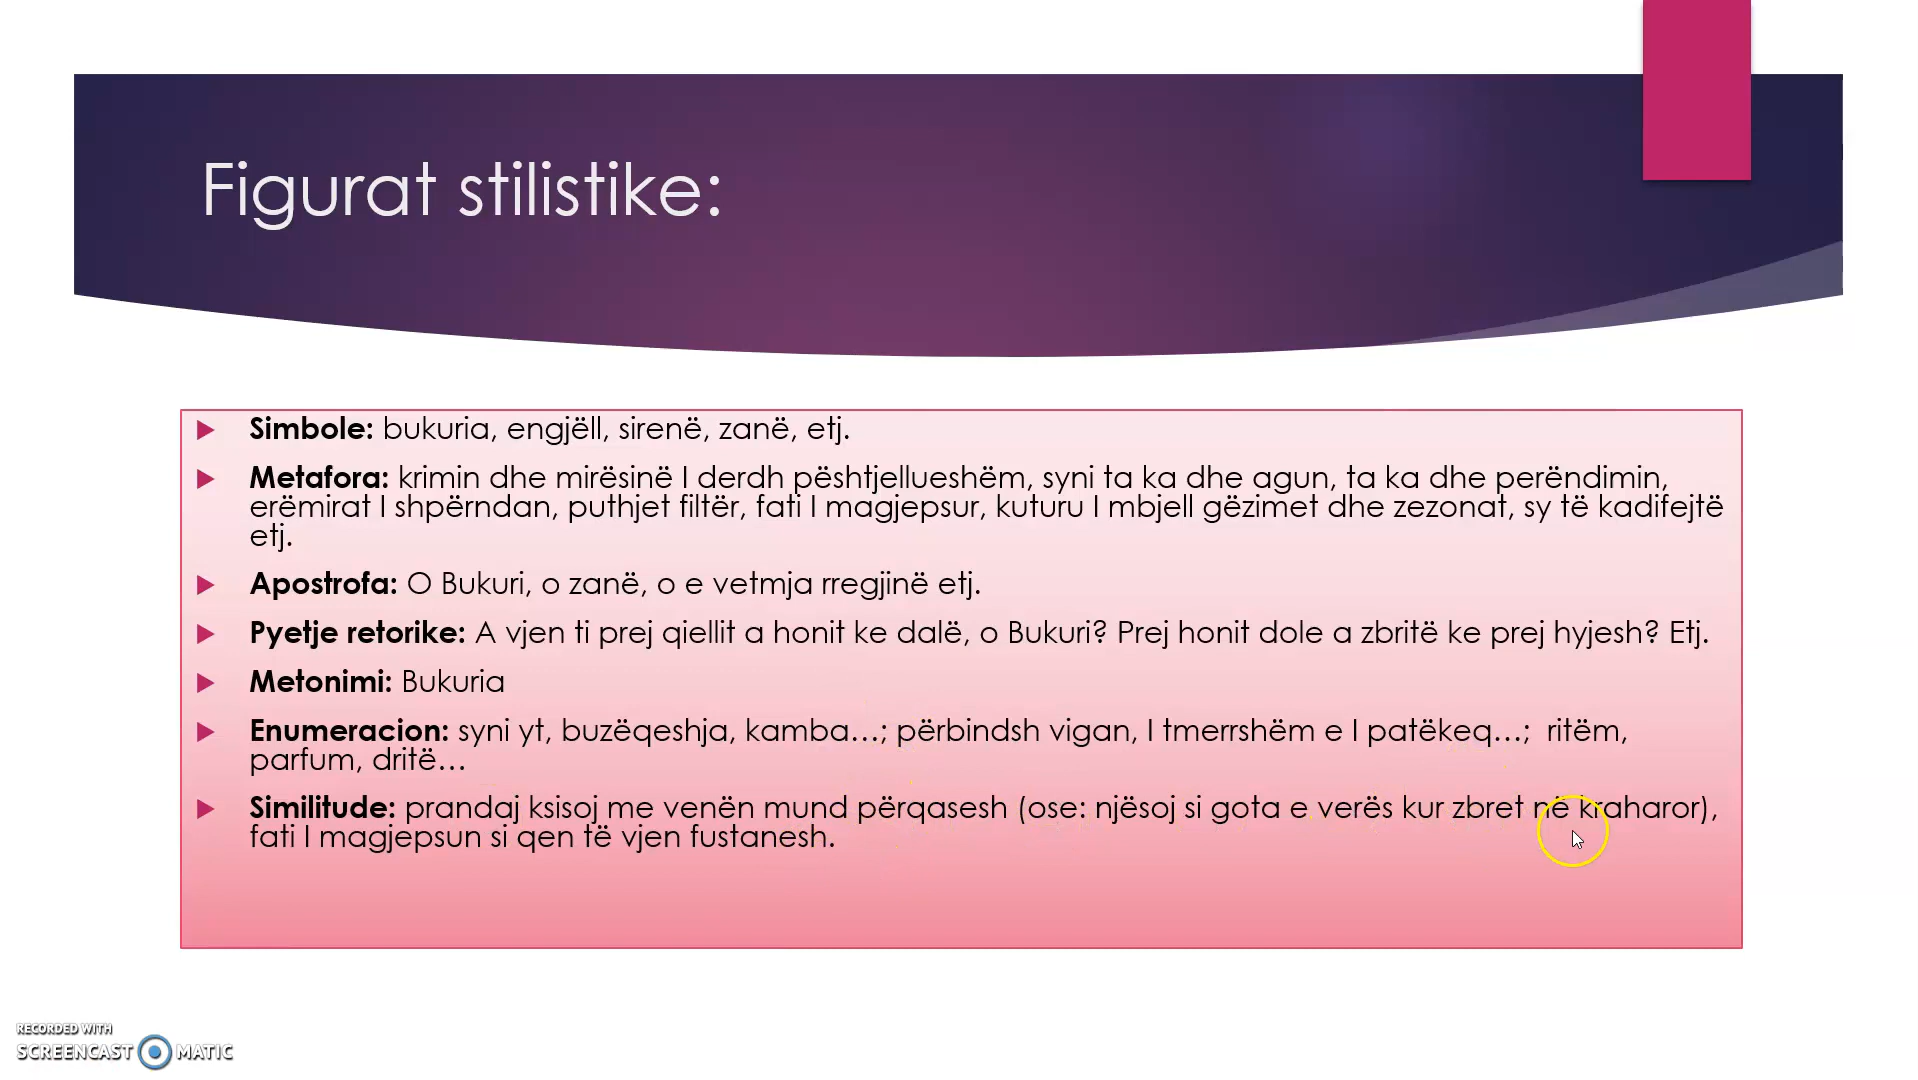 Figurat stilistike:
Simbole: bukuria, engjëll, sirenë, zanë, etj.
Metafora: krimin dhe mirësinë I derdh pështjellueshëm, syni ta ka dhe agun, ta ka dhe perëndimin,
erëmirat I shpërndan, puthjet filtër, fati I magjepsur, kuturu I mbjell gëzimet dhe zezonat, sy të kadifejtë
etj.
Apostrofa: O Bukuri, o zanë, o e vetmja rregjinë etj.
Pyetje retorike: A vjen ti prej qiellit a honit ke dalë, o Bukuri? Prej honit dole a zbritë ke prej hyjesh? Etj.
Metonimi: Bukuria
Enumeracion: syni yt, buzëqeshja, kamba...; përbindsh vigan, I tmerrshëm e I patëkeq...;  ritëm,
parfum, dritë...
Similitude: prandaj ksisoj me venën mund përqasesh (ose: njësoj si gota e verës kur zbret në kraharor),
fati I magjepsun si qen të vjen fustanesh.
RECORDED WITH
SCREENCAST MATIC